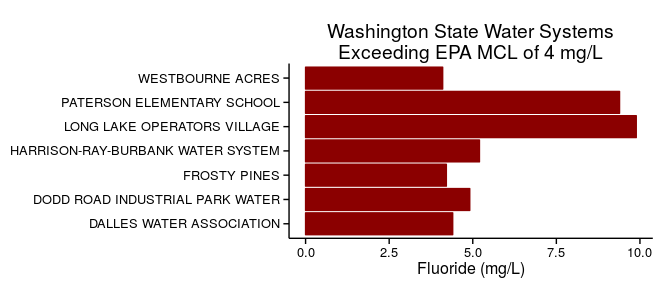 Washington State Water Systems
Exceeding EPA MCL of 4 mg/L
WESTBOURNE ACRES
PATERSON ELEMENTARY SCHOOL
LONG LAKE OPERATORS VILLAGE
HARRISON-RAY-BURBANK WATER SYSTEM
FROSTY PINES
DODD ROAD INDUSTRIAL PARK WATER
DALLES WATER ASSOCIATION
0.0 2.5 5.0 7.5 10.0
Fluoride (mg/L)